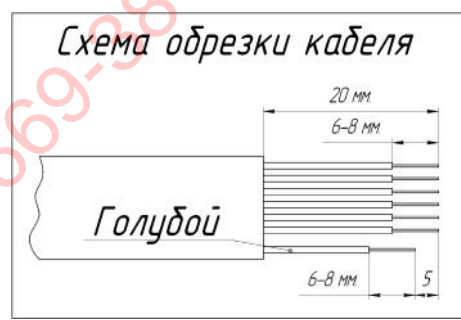 Схема обрезки кабеля
20 мм.
6-8 мм.
Голубой
6-8 мм. 5